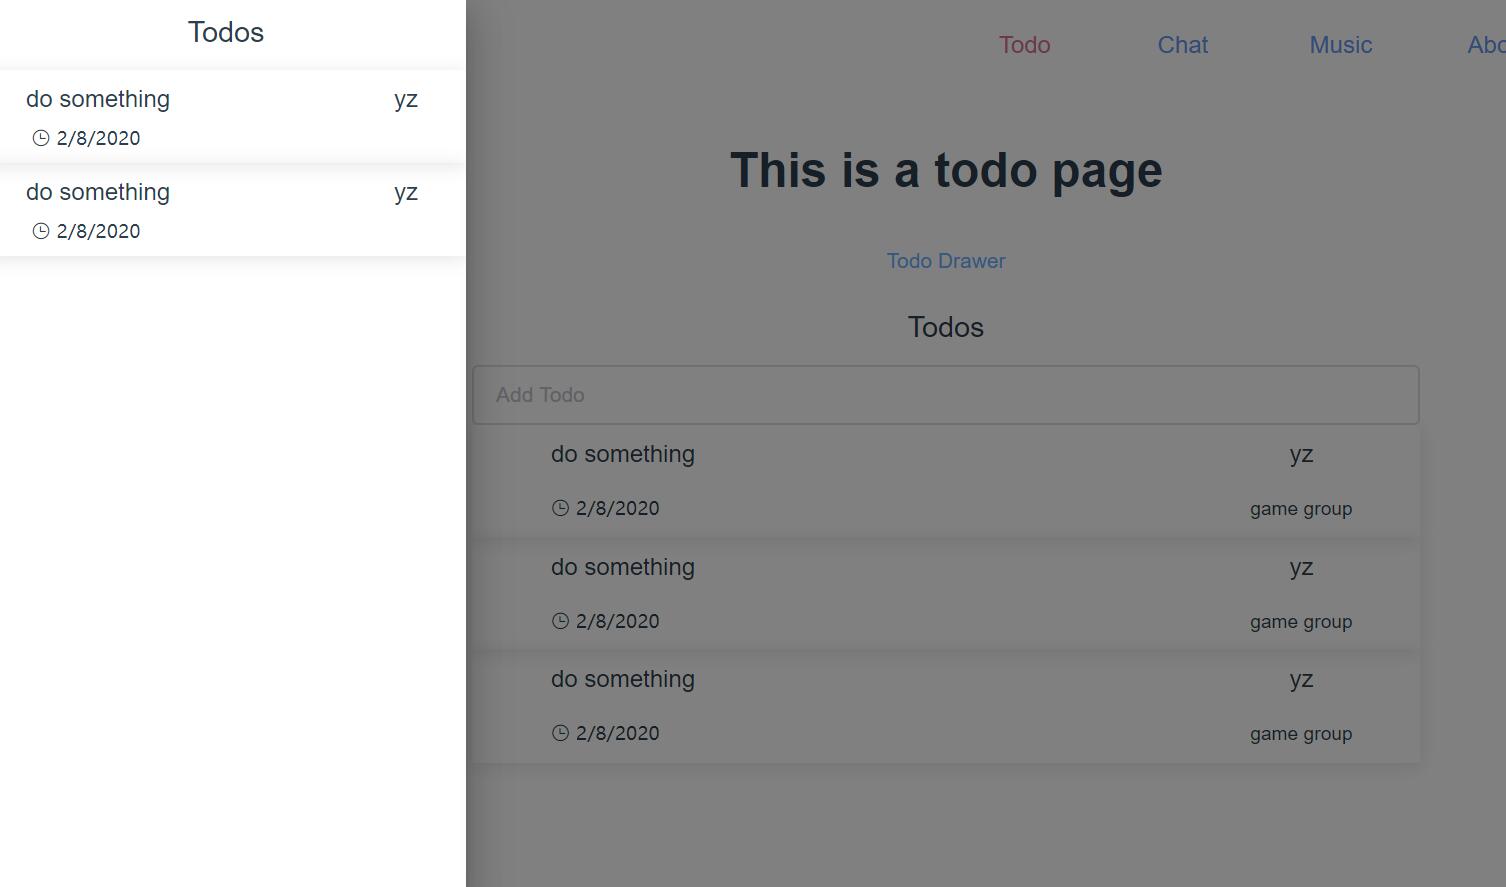 Todos
do something yz
2/8/2020
do something yz
2/8/2020
Todo Chat Music Abo
This is a todo page
Todo Drawer
Todos
Add Todo
do something yz
2/8/2020 game group
do something yz
2/8/2020 game group
do something yz
2/8/2020 game group